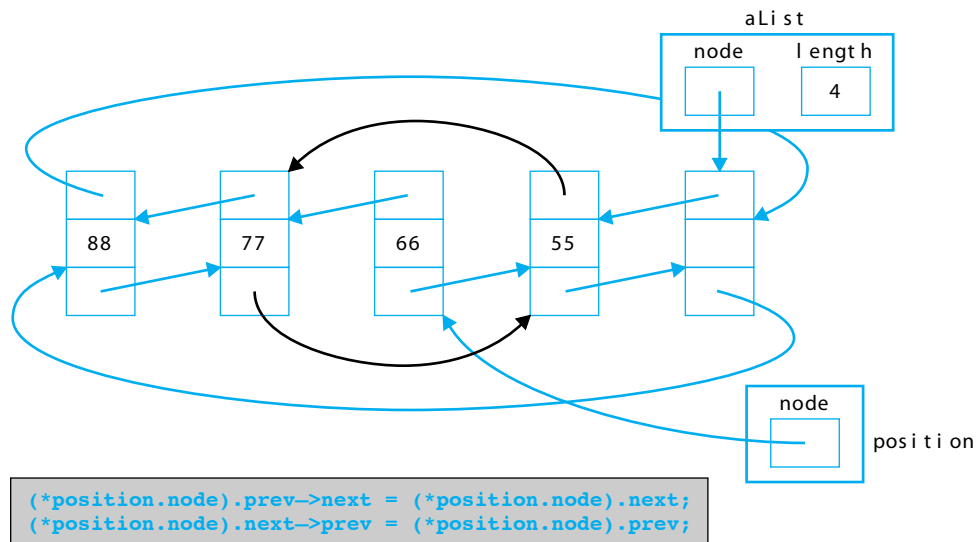 aList
node length
4
88 77 66 55
node
position
(*position.node).prev—>next = (*position.node).next;
(*position.node).next—>prev = (*position.node).prev;